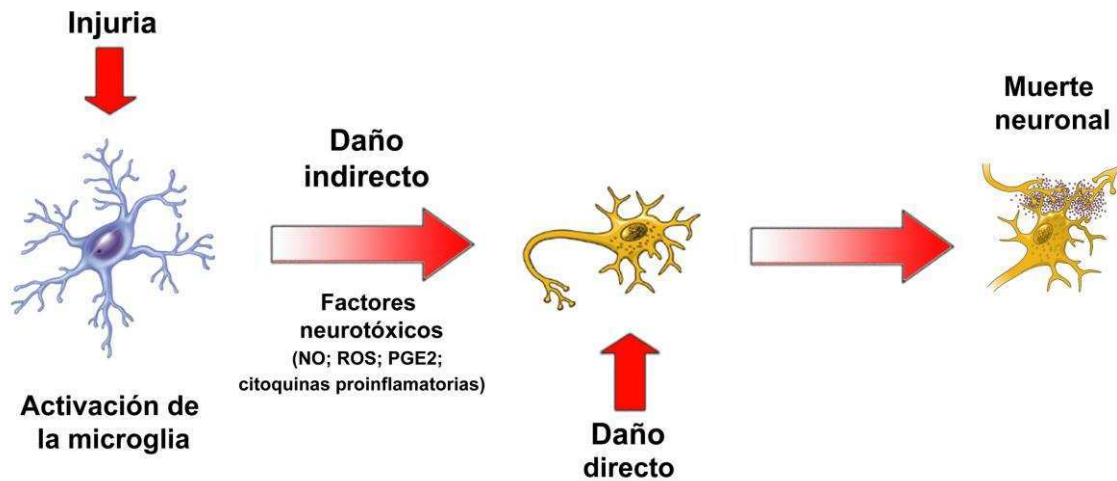 Injuria
Activación de
la microglia
Daño
indirecto
Factores
neurotóxicos
(NO; ROS; PGE2;
citoquinas proinflamatorias)
Daño
directo
Muerte
neuronal